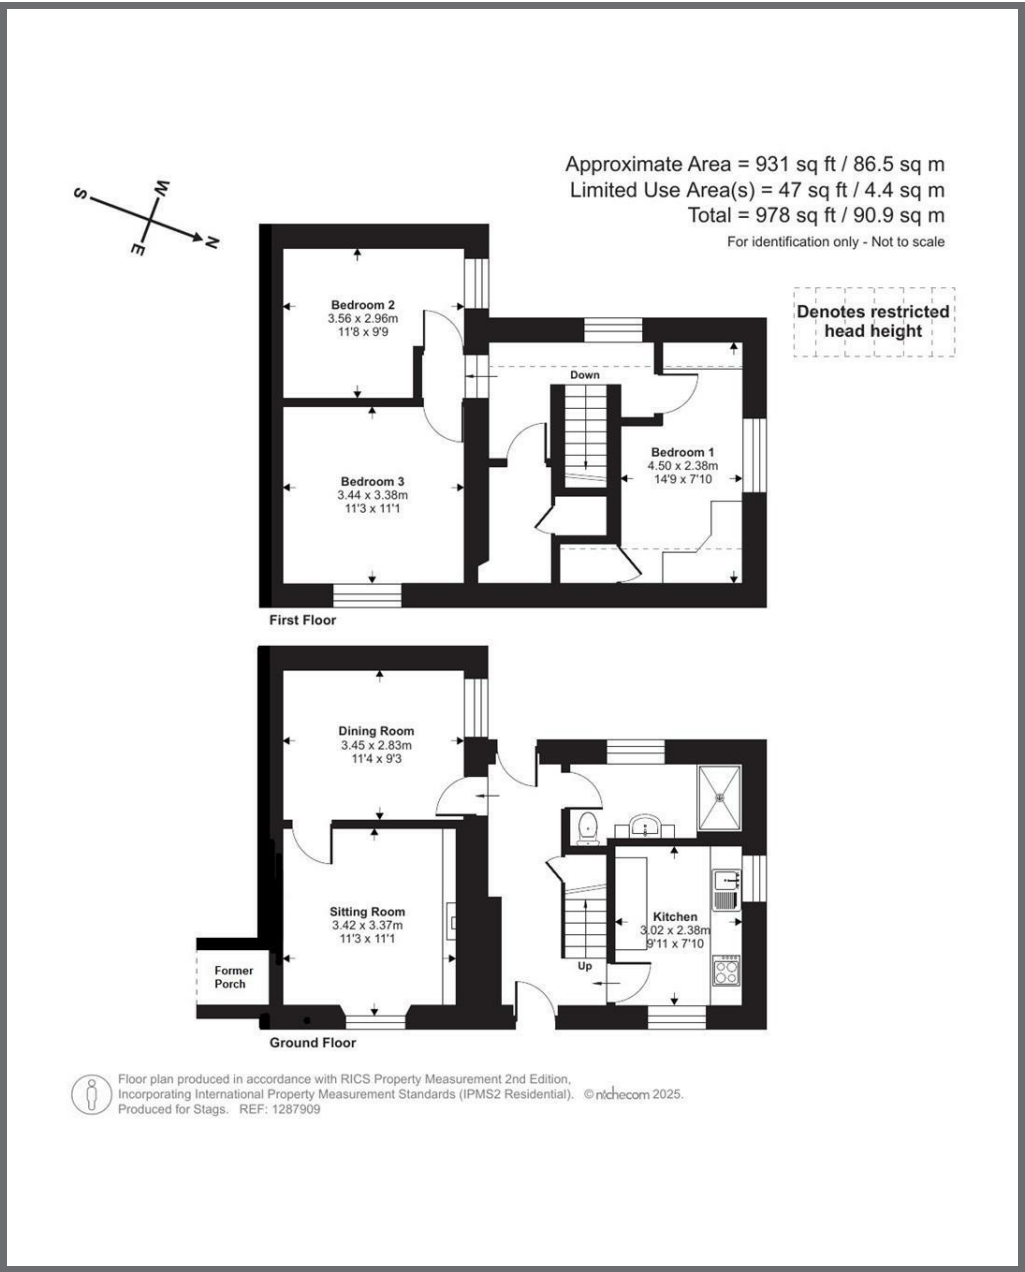 Approximate Area = 931 sq ft / 86.5 sq m
Limited Use Area(s) = 47 sq ft / 4.4 sq m
Total = 978 sq ft / 90.9 sq m
For identification only - Not to scale
S
W
E
N
Denotes restricted
head height
Bedroom 2
3.56 x 2.96m
11'8 x 9'9
Down
Bedroom 1
4.50 x 2.38m
14'9 x 7'10
Bedroom 3
3.44 x 3.38m
11'3 x 11'1
First Floor
Dining Room
3.45 x 2.83m
11'4 x 9'3
Sitting Room
3.42 x 3.37m
11'3 x 11'1
Kitchen
3.02 x 2.38m
9'11 x 7'10
Up
Former
Porch
Ground Floor
Floor plan produced in accordance with RICS Property Measurement 2nd Edition,
Incorporating International Property Measurement Standards (IPMS2 Residential). © nichecom 2025.
Produced for Stags. REF: 1287909